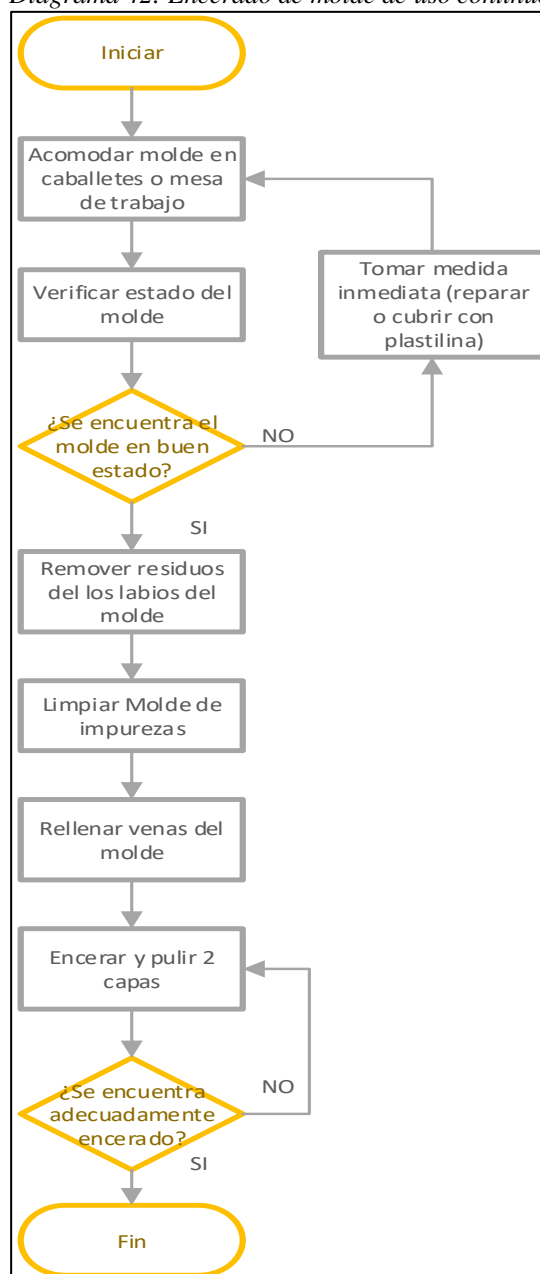 Diagrama 42: Encerado de molde de uso continuo
Iniciar
Acomodar molde en
caballetes o mesa
de trabajo
Verificar estado del
molde
Tomar medida
inmediata (reparar
o cubrir con
plastilina)
¿Se encuentra el
molde en buen
estado?
NO
SI
Remover residuos
del los labios del
molde
Limpiar Molde de
impurezas
Rellenar venas del
molde
Encerar y pulir 2
capas
¿Se encuentra
adecuadamente
encerado?
NO
SI
Fin